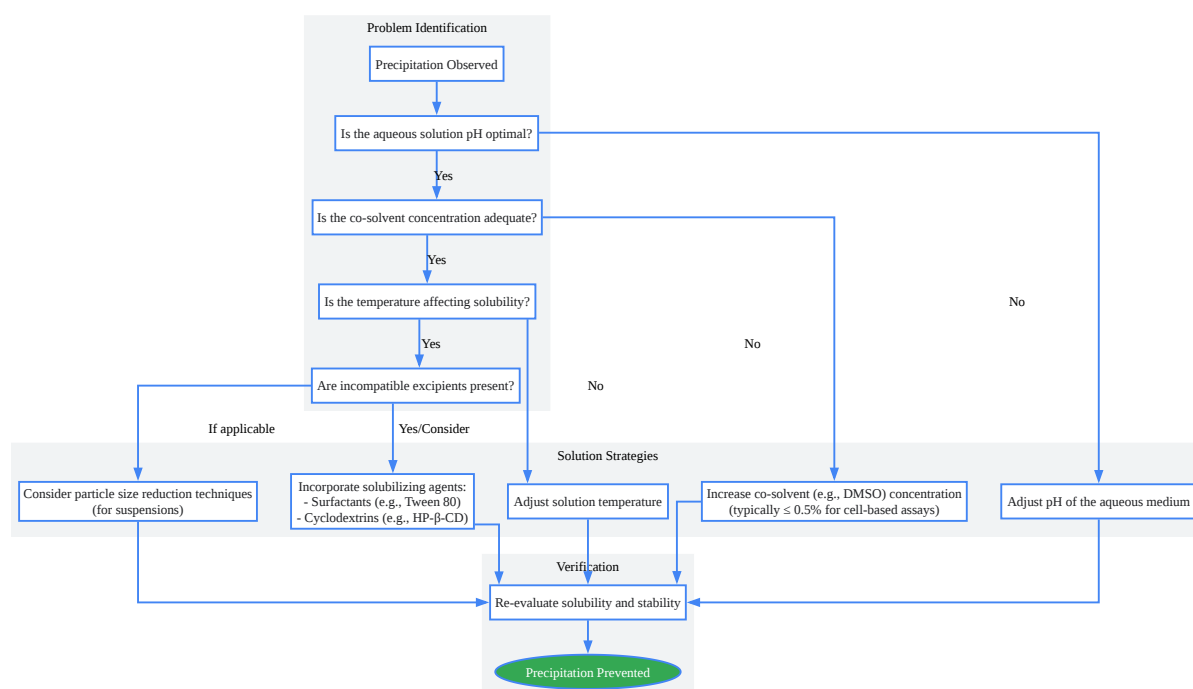 Problem Identification
Precipitation Observed
Is the aqueous solution pH optimal?
Yes
Is the co-solvent concentration adequate?
Yes
Is the temperature affecting solubility?
No
Yes
No
Are incompatible excipients present?
No
If applicable
Yes/Consider
Solution Strategies
Consider particle size reduction techniques
(for suspensions)
Incorporate solubilizing agents:
- Surfactants (e.g., Tween 80)
- Cyclodextrins (e.g., HP-β-CD)
Adjust solution temperature
Increase co-solvent (e.g., DMSO) concentration
(typically ≤ 0.5% for cell-based assays)
Adjust pH of the aqueous medium
Verification
Re-evaluate solubility and stability
Precipitation Prevented